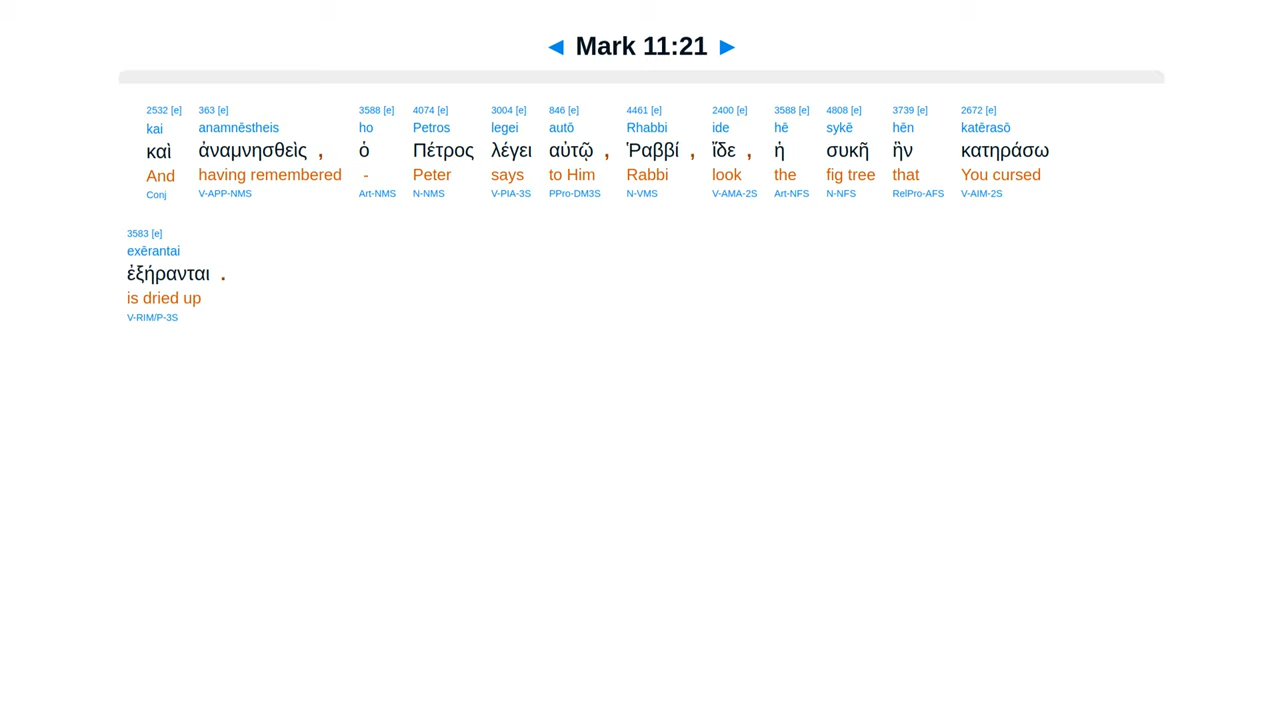 ◄ Mark 11:21 ►
2532 [e] 363 [e] 3588 [e] 4074 [e] 3004 [e] 846 [e] 4461 [e] 2400 [e] 3588 [e] 4808 [e] 3739 [e] 2672 [e]
kai anamnēstheis ho Petros legei autō Rhabbi ide hē sykē hēn katērasō
καὶ ἀναμνησθεὶς , ὁ Πέτρος λέγει αὐτῷ , Ῥαββί , ἴδε , ἡ συκῆ ἣν κατηράσω
And having remembered - Peter says to Him Rabbi look the fig tree that You cursed
Conj V-APP-NMS Art-NMS N-NMS V-PIA-3S PPro-DM3S N-VMS V-AMA-2S Art-NFS N-NFS RelPro-AFS V-AIM-2S
3583 [e]
exērantai
ἐξήρανται .
is dried up
V-RIM/P-3S